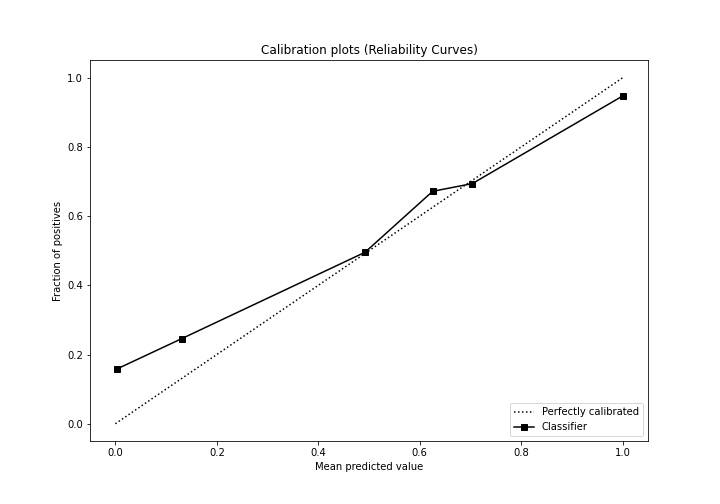 Calibration plots (Reliability Curves)
1.0
0.8
0.6
0.4
0.2
0.0
Fraction of positives
0.0 0.2 0.4 0.6 0.8 1.0
Mean predicted value
Perfectly calibrated
Classifier